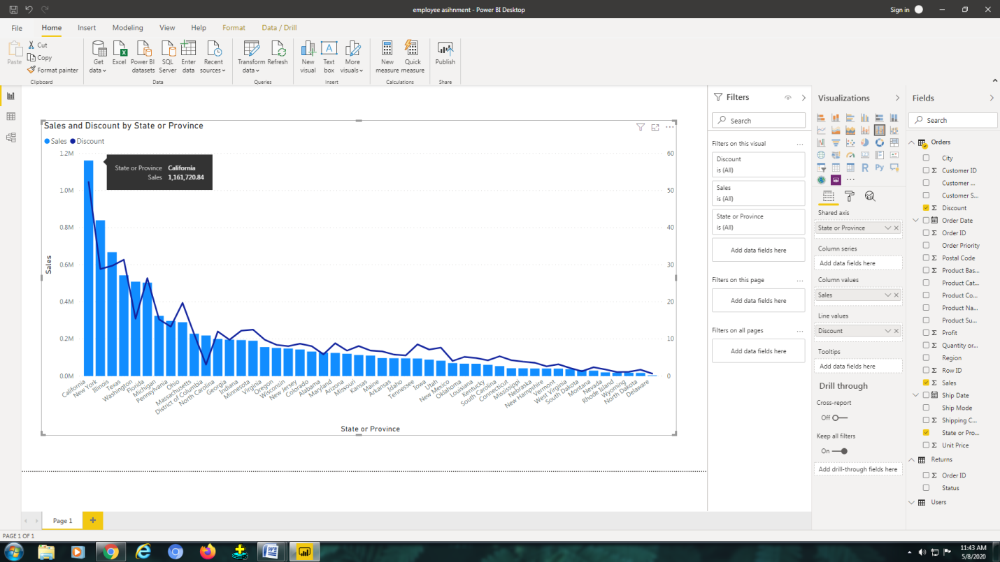 employee asihnment - Power BI Desktop
Sign in
File Home Insert Modeling View Help Format Data / Drill
Paste
Cut
Copy
Format painter
Clipboard
Get data
Excel
Power BI datasets
SQL Server
Enter data
Recent sources
Data
Transform data
Refresh
Queries
New visual
Text box
More visuals
Insert
New measure
Quick measure
Calculations
Publish
Share
Sales and Discount by State or Province
Sales Discount
State or Province California
Sales 1,161,720.84
1.2M
1.0M
0.8M
0.6M
0.4M
0.2M
0.0M
Sales
60
50
40
30
20
10
0
California
New York
Illinois
Texas
Washington
Florida
Michigan
Pennsylvania
Ohio
Massachusetts
District of Columbia
North Carolina
Georgia
Indiana
Minnesota
Virginia
Oregon
Wisconsin
New Jersey
Colorado
Alabama
Maryland
Arizona
Missouri
Kansas
Maine
Arkansas
Idaho
Tennessee
Iowa
Utah
New Mexico
Oklahoma
Louisiana
Kentucky
South Carolina
Connecticut
Mississippi
Nebraska
New Hampshire
Vermont
West Virginia
South Dakota
Montana
Nevada
Rhode Island
Wyoming
North Dakota
Delaware
State or Province
Page 1
PAGE 1 OF 1
Filters
Search
Filters on this visual
Discount
is (All)
Sales
is (All)
State or Province
is (All)
Add data fields here
Filters on this page
Add data fields here
Filters on all pages
Add data fields here
Visualizations
R
Py
Shared axis
State or Province
Column series
Add data fields here
Column values
Sales
Line values
Discount
Tooltips
Add data fields here
Drill through
Cross-report
Off
Keep all filters
On
Add drill-through fields here
Fields
Search
Orders
City
Customer ID
Customer ...
Customer S...
Discount
Order Date
Order ID
Order Priority
Postal Code
Product Bas...
Product Cat...
Product Co...
Product Na...
Product Su...
Profit
Quantity or...
Region
Row ID
Sales
Ship Date
Ship Mode
Shipping C...
State or Pro...
Unit Price
Returns
Order ID
Status
Users
11:43 AM
5/8/2020